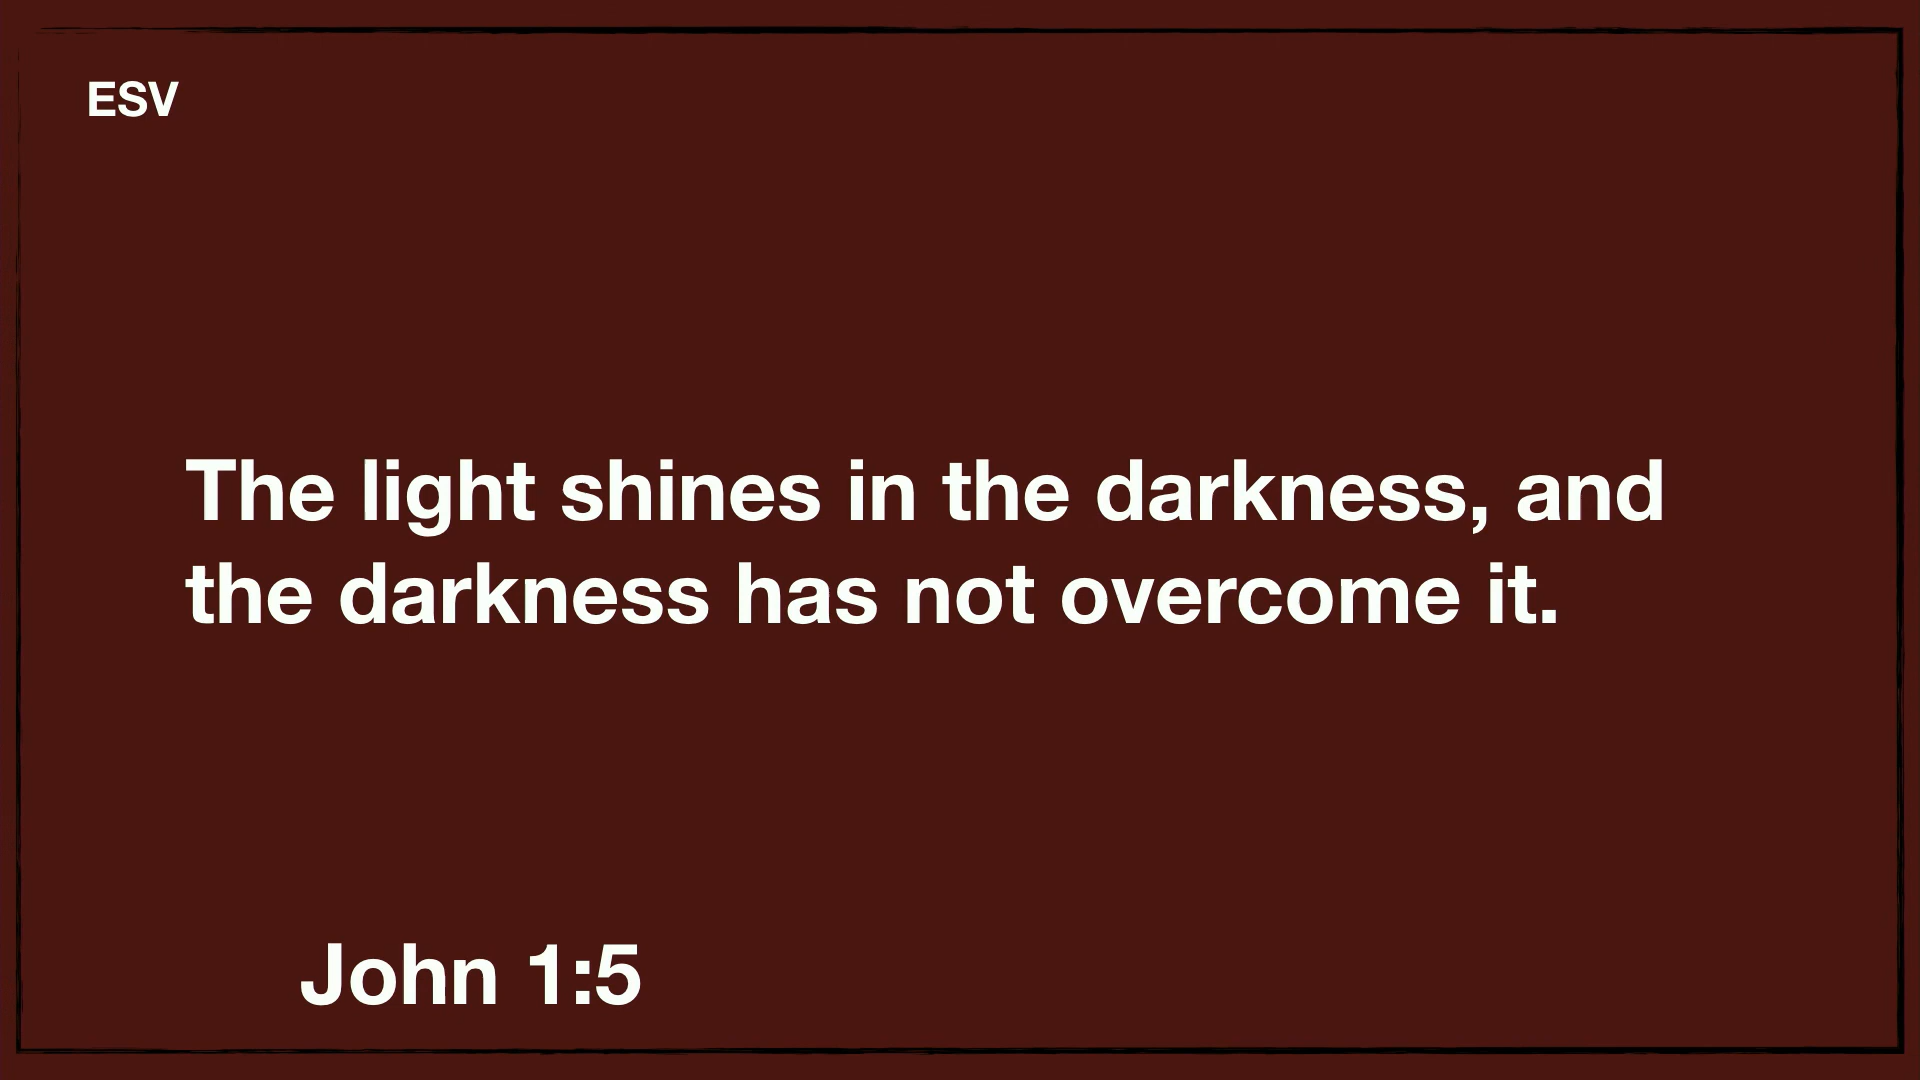 ESV
The light shines in the darkness, and
the darkness has not overcome it.
John 1:5